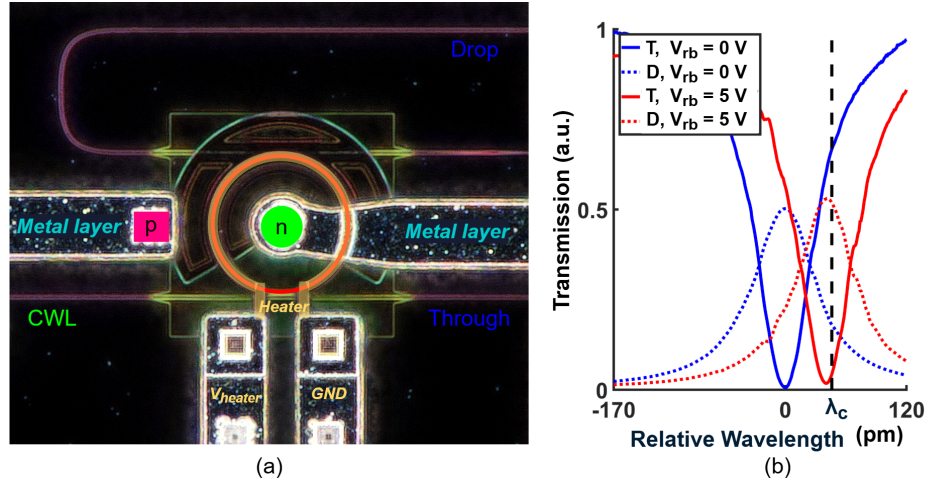 Drop
Metal layer
p
n
Metal layer
Heater
CWL
Through
V_heater
GND
(a)
Transmission (a.u.)
1
0.5
0
T, V_rb = 0 V
D, V_rb = 0 V
T, V_rb = 5 V
D, V_rb = 5 V
-170
0
λ_c
120
Relative Wavelength (pm)
(b)